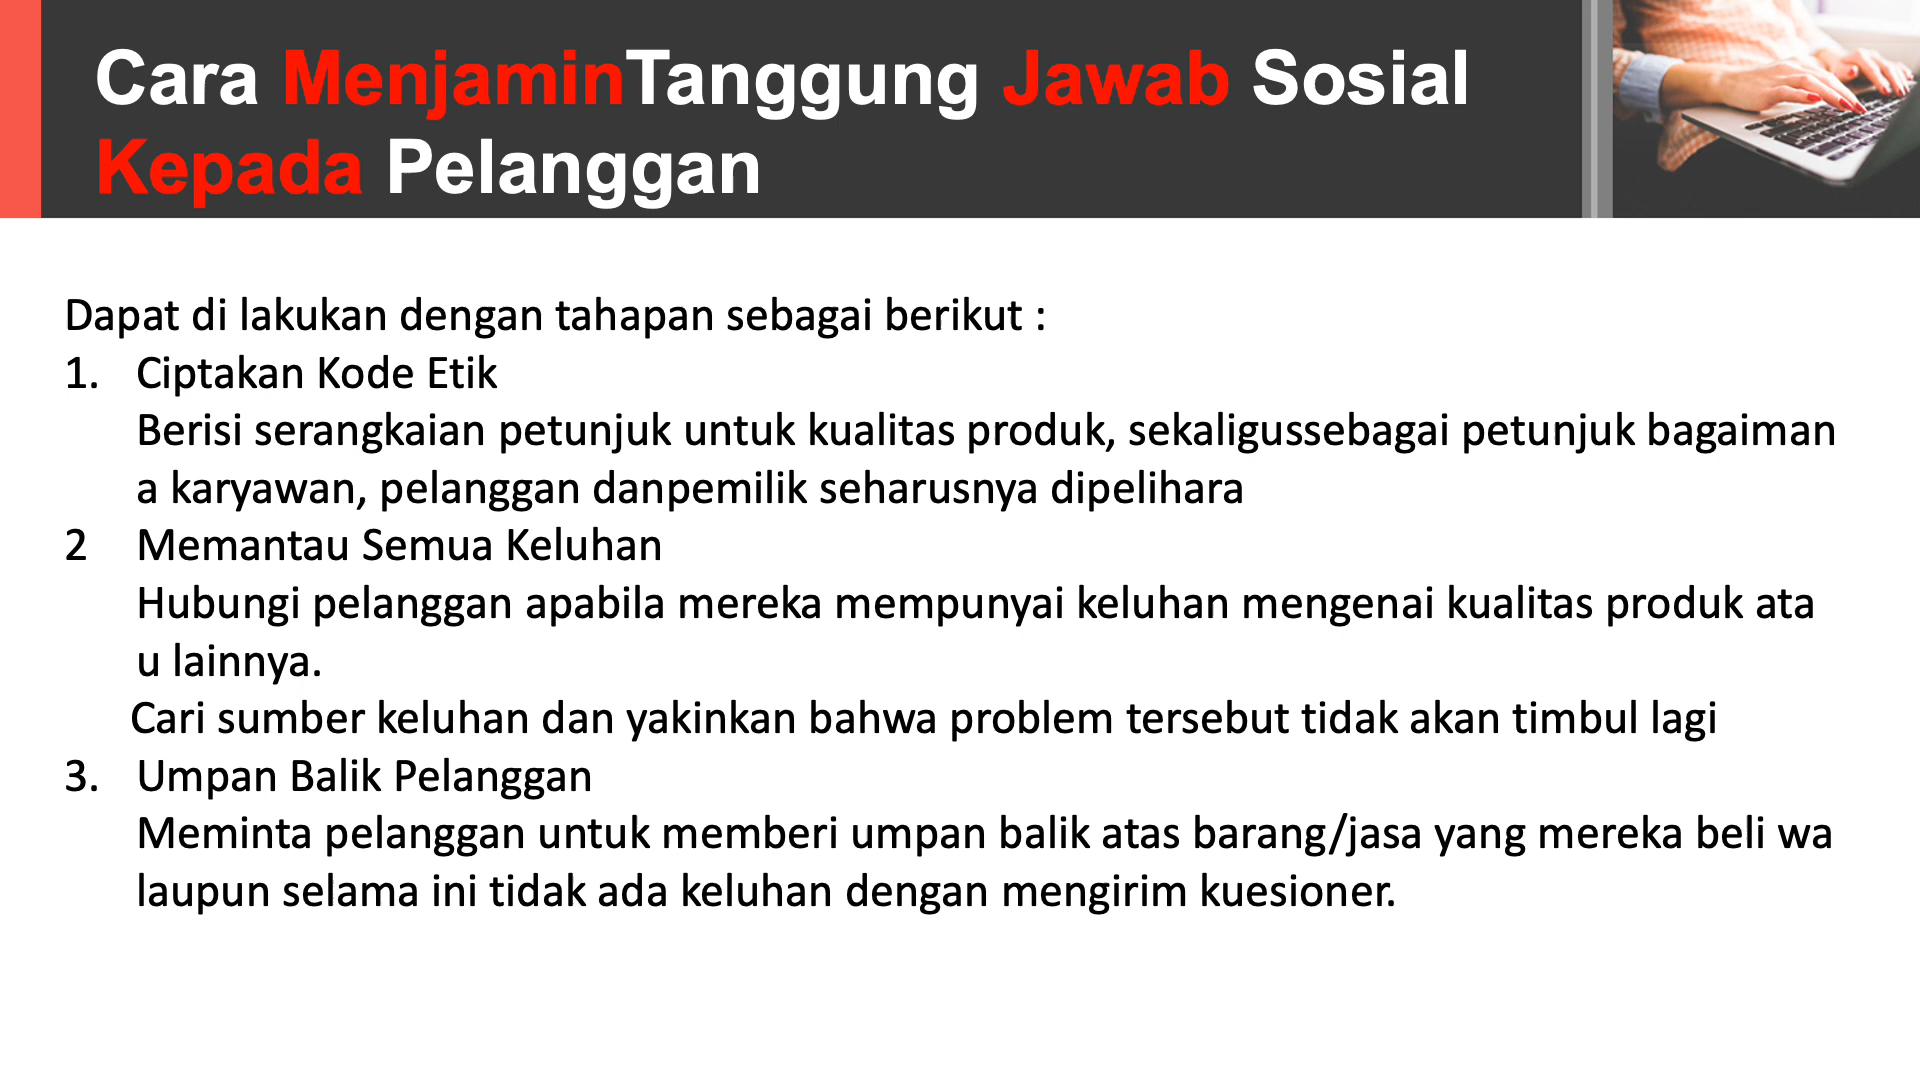 Cara MenjaminTanggung Jawab Sosial
Kepada Pelanggan
Dapat di lakukan dengan tahapan sebagai berikut :
1. Ciptakan Kode Etik
Berisi serangkaian petunjuk untuk kualitas produk, sekaligussebagai petunjuk bagaiman
a karyawan, pelanggan danpemilik seharusnya dipelihara
2 Memantau Semua Keluhan
Hubungi pelanggan apabila mereka mempunyai keluhan mengenai kualitas produk ata
u lainnya.
Cari sumber keluhan dan yakinkan bahwa problem tersebut tidak akan timbul lagi
3. Umpan Balik Pelanggan
Meminta pelanggan untuk memberi umpan balik atas barang/jasa yang mereka beli wa
laupun selama ini tidak ada keluhan dengan mengirim kuesioner.